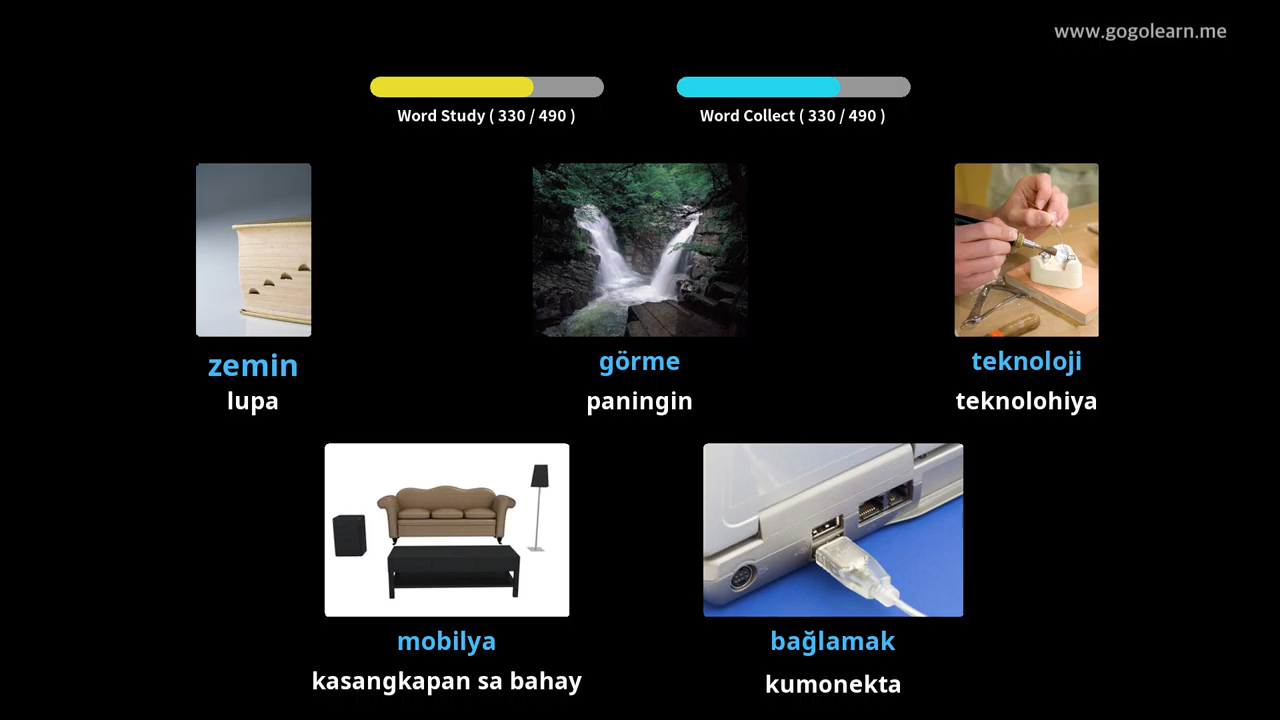 www.gogolearn.me
Word Study ( 330 / 490 )
Word Collect ( 330 / 490 )
zemin
lupa
görme
paningin
teknoloji
teknolohiya
mobilya
kasangkapan sa bahay
bağlamak
kumonekta